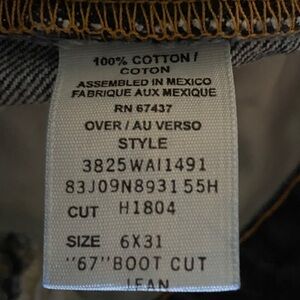 100% COTTON /
COTON
ASSEMBLED IN MEXICO
FABRIQUE AUX MEXIQUE
RN 67437
OVER / AU VERSO
STYLE
3825WAI1491
83J09N893155H
CUT H1804
SIZE 6X31
"67" BOOT CUT
JEAN